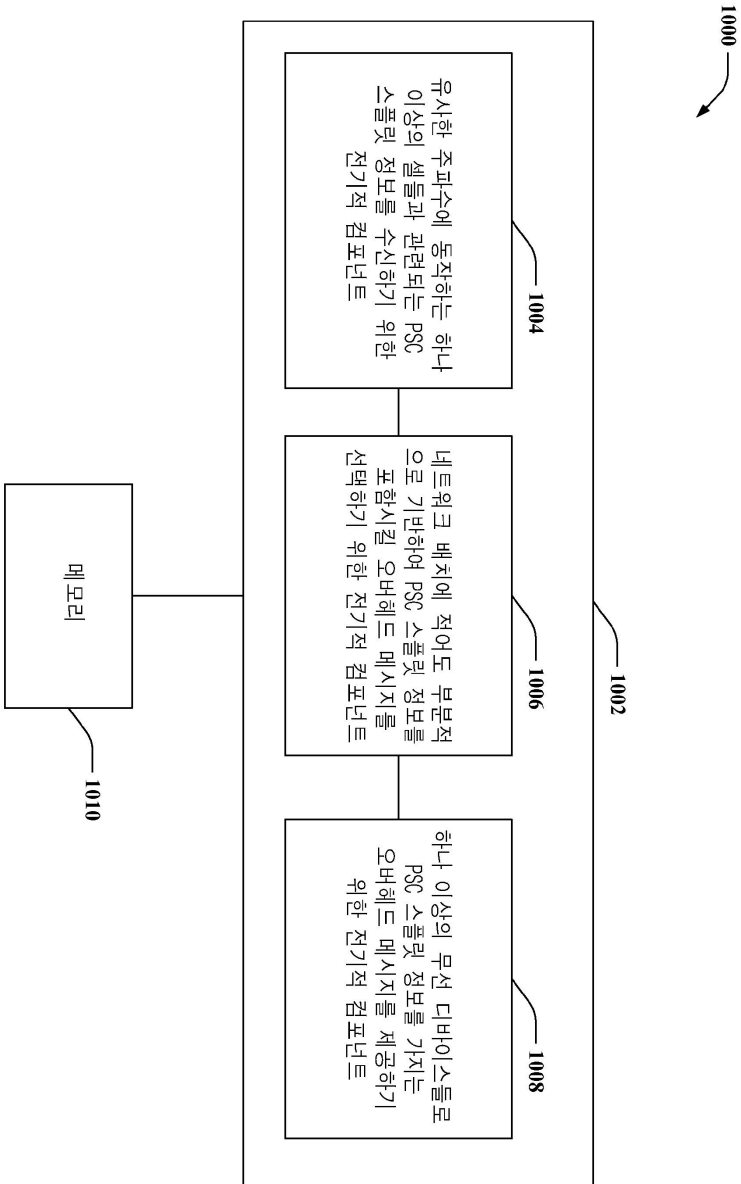 1000
1002
1004
유사한 주파수에 동작하는 하나
이상의 셀들과 관련되는 PSC
스플릿 정보를 수신하기 위한
전기적 컴포넌트
1006
네트워크 배치에 적어도 부분적
으로 기반하여 PSC 스플릿 정보를
포함시킬 오버헤드 메시지를
선택하기 위한 전기적 컴포넌트
1008
하나 이상의 무선 디바이스들로
PSC 스플릿 정보를 가지는
오버헤드 메시지를 제공하기
위한 전기적 컴포넌트
메모리
1010